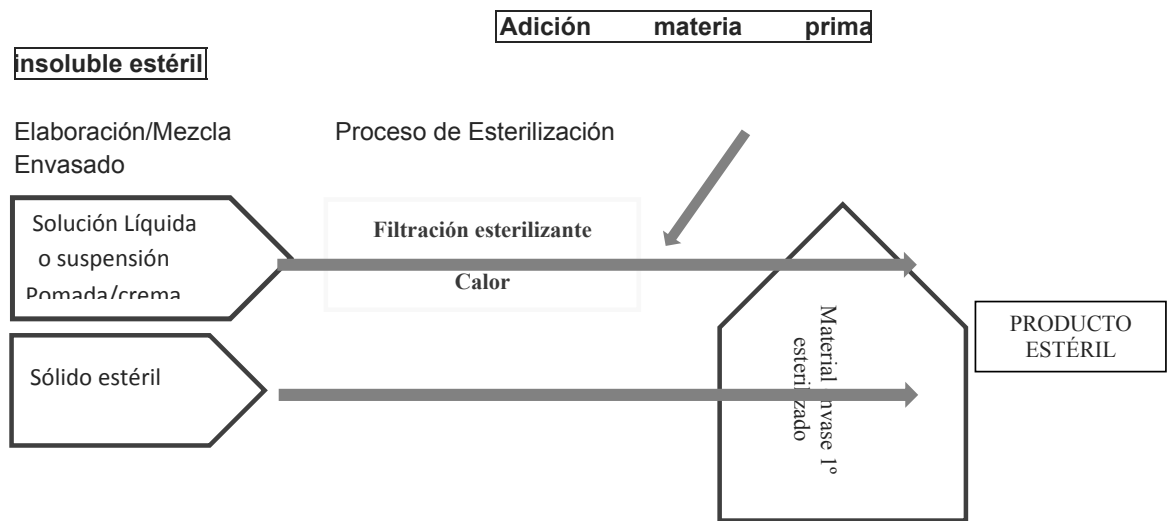 Adición materia prima
insoluble estéril
Elaboración/Mezcla Proceso de Esterilización
Envasado
Solución Líquida
o suspensión
Pomada/crema
Filtración esterilizante
Calor
Sólido estéril
Material envase 1º
esterilizado
PRODUCTO
ESTÉRIL